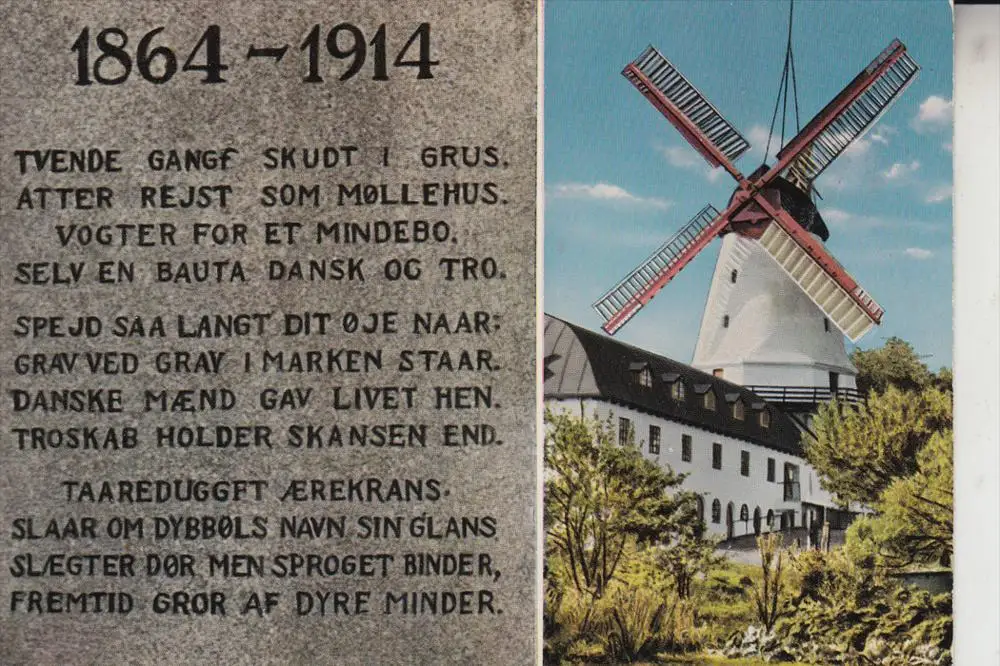 1864-1914
TVENDE GANGE SKUDT I GRUS.
ATTER REJST SOM MØLLEHUS.
VOGTER FOR ET MINDEBO.
SELV EN BAUTA DANSK OG TRO.
SPEJD SAA LANGT DIT ØJE NAAR:
GRAV VED GRAV I MARKEN STAAR.
DANSKE MÆND GAV LIVET HEN.
TROSKAB HOLDER SKANSEN END.
TAAREDUGGET ÆREKRANS.
SLAAR OM DYBBØLS NAVN SIN GLANS
SLÆGTER DØR MEN SPROGET BINDER,
FREMTID GROR AF DYRE MINDER.